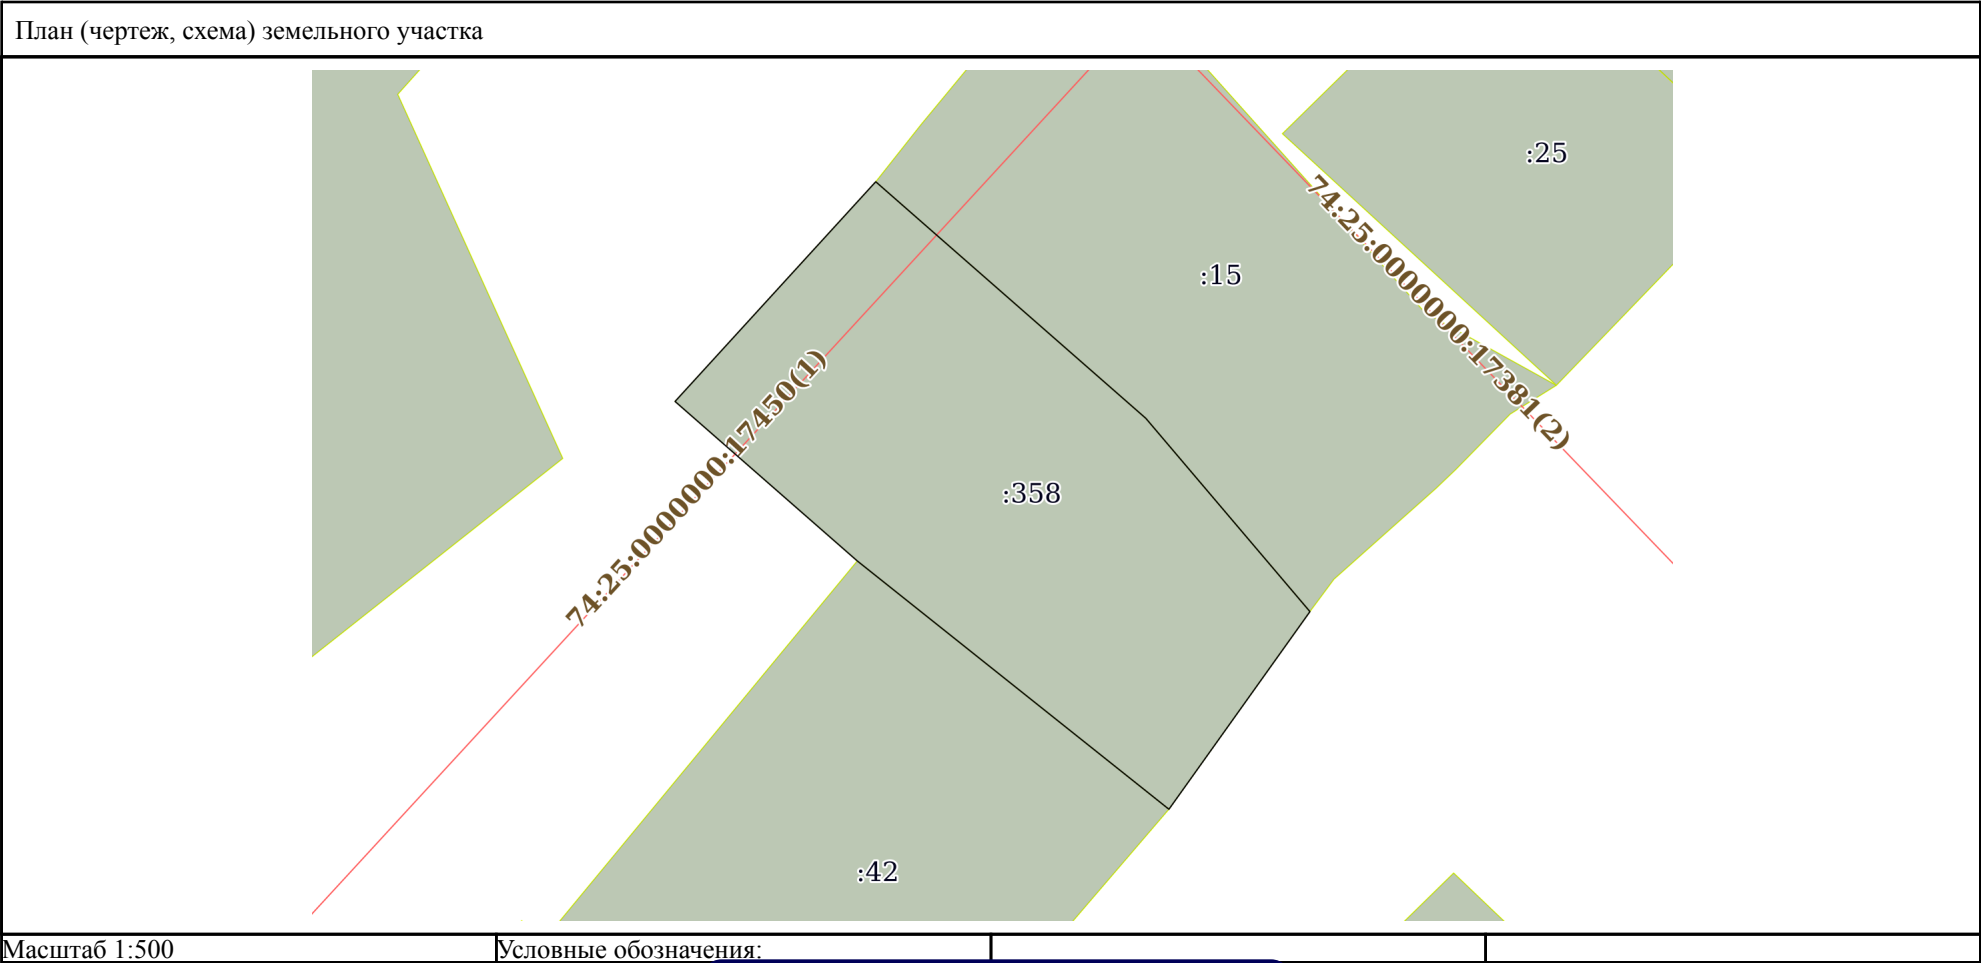 План (чертеж, схема) земельного участка
:25
74:25:0000000:17381(2)
:15
74:25:0000000:17450(1)
:358
:42
Масштаб 1:500
Условные обозначения: